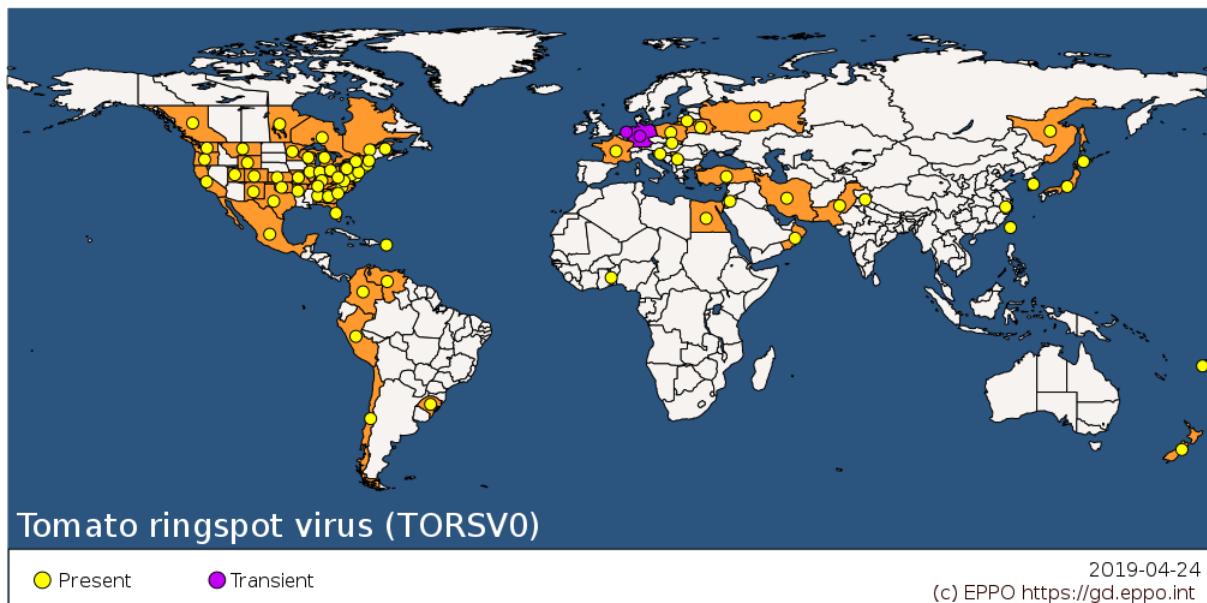 Tomato ringspot virus (TORSV0)
Present
Transient
2019-04-24
(c) EPPO https://gd.eppo.int